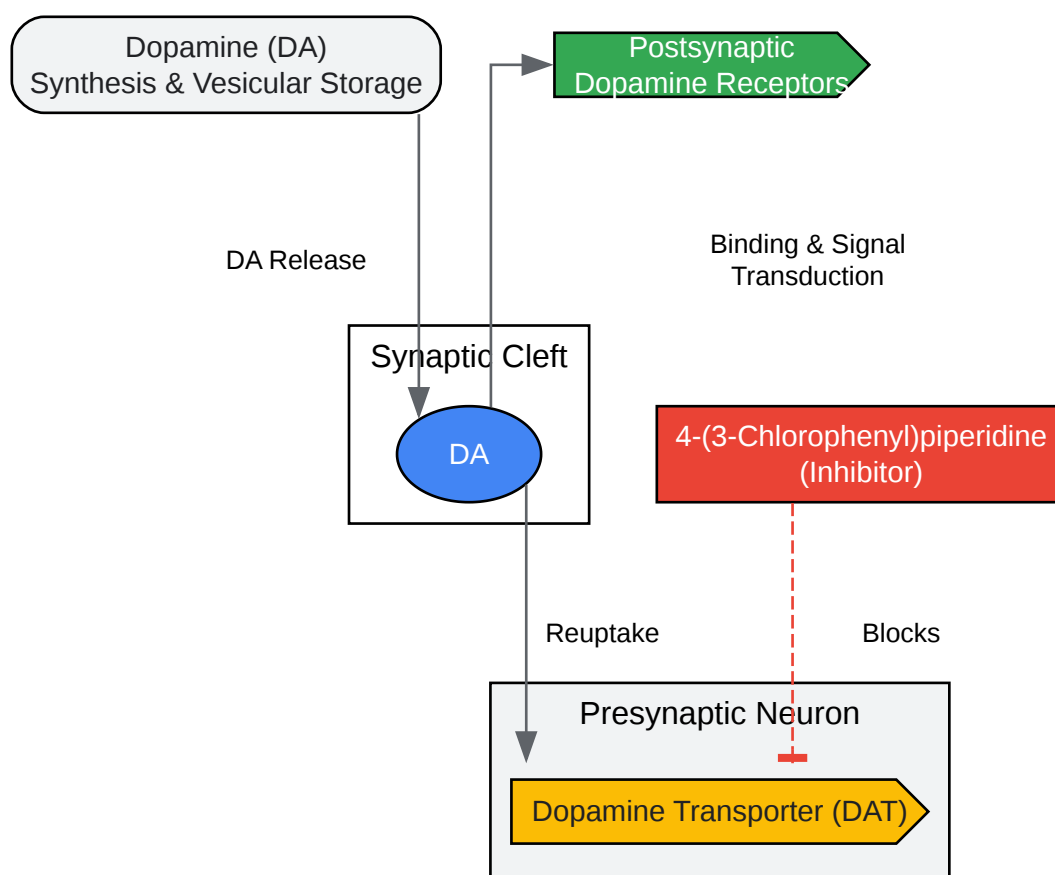 Dopamine (DA)
Synthesis & Vesicular Storage
Postsynaptic
Dopamine Receptors
DA Release
Binding & Signal
Transduction
Synaptic Cleft
DA
4-(3-Chlorophenyl)piperidine
(Inhibitor)
Reuptake
Blocks
Presynaptic Neuron
Dopamine Transporter (DAT)